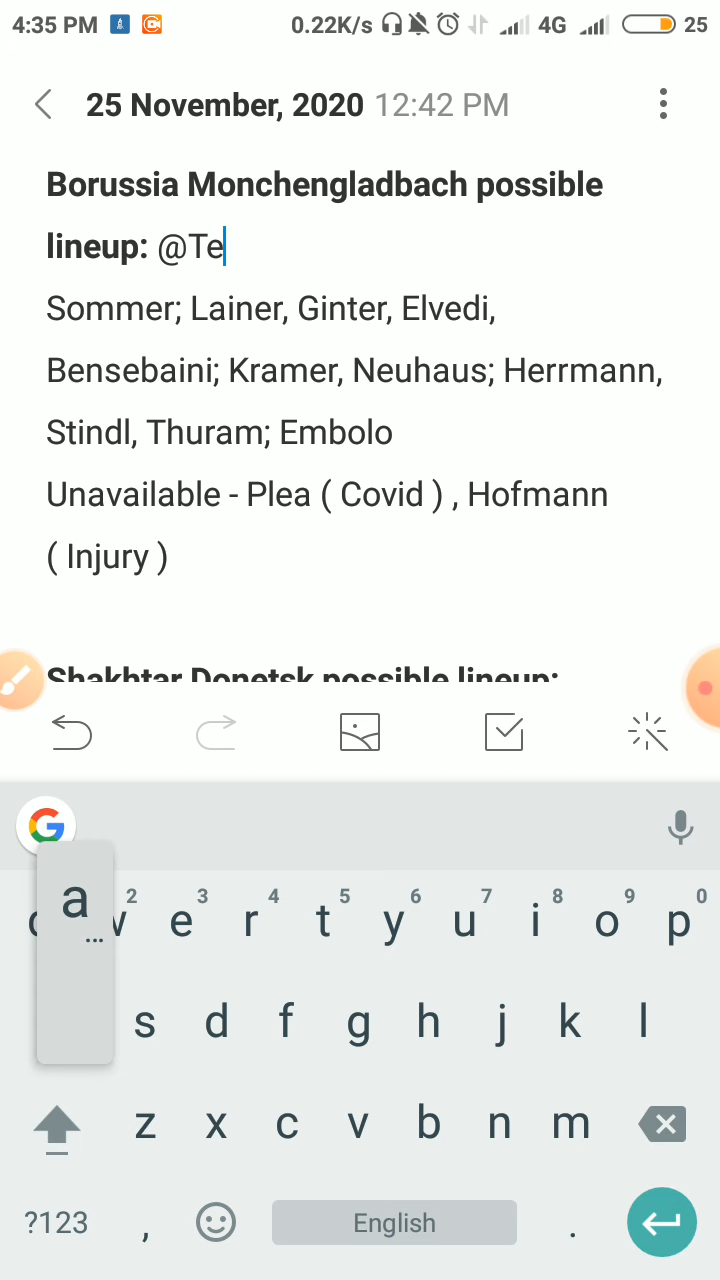 4:35 PM 0.22K/s 4G 25
25 November, 2020 12:42 PM
Borussia Monchengladbach possible
lineup: @Te
Sommer; Lainer, Ginter, Elvedi,
Bensebaini; Kramer, Neuhaus; Herrmann,
Stindl, Thuram; Embolo
Unavailable - Plea ( Covid ) , Hofmann
( Injury )
Shakhtar Donetsk possible lineup:
a
...
2 3 4 5 6 7 8 9 0
e r t y u i o p
s d f g h j k l
z x c v b n m
?123 , English .